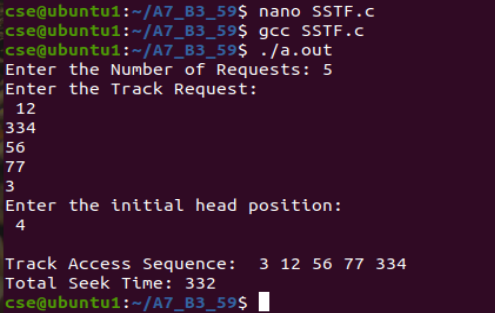 cse@ubuntu1:~/A7_B3_59$ nano SSTF.c
cse@ubuntu1:~/A7_B3_59$ gcc SSTF.c
cse@ubuntu1:~/A7_B3_59$ ./a.out
Enter the Number of Requests: 5
Enter the Track Request:
 12
334
56
77
3
Enter the initial head position:
 4

Track Access Sequence:  3 12 56 77 334
Total Seek Time: 332
cse@ubuntu1:~/A7_B3_59$